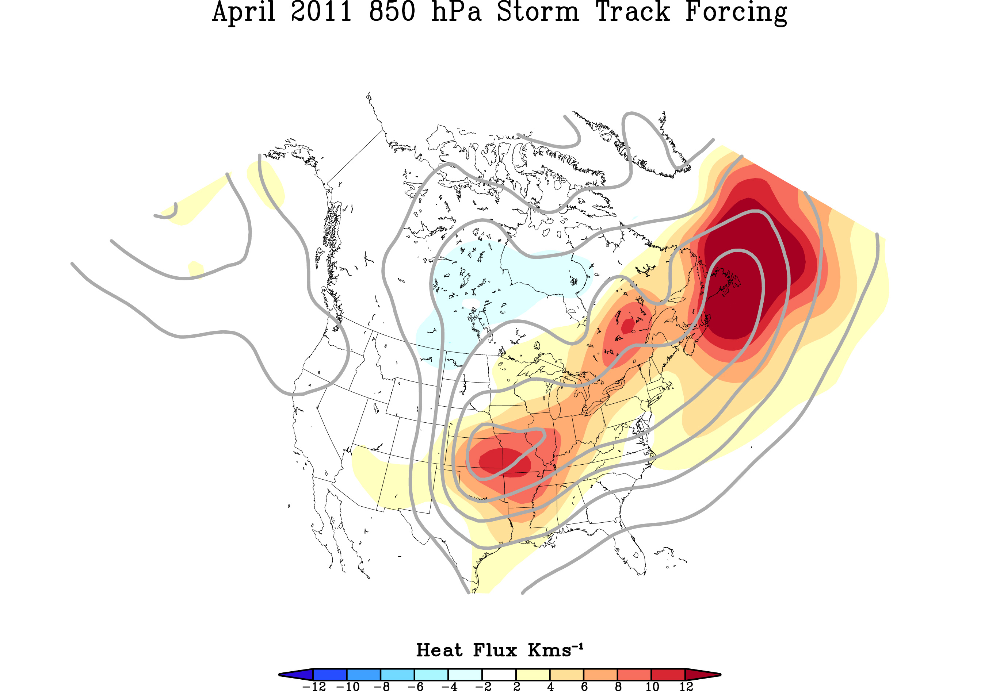 April 2011 850 hPa Storm Track Forcing
Heat Flux Kms⁻¹
-12 -10 -8 -6 -4 -2 2 4 6 8 10 12